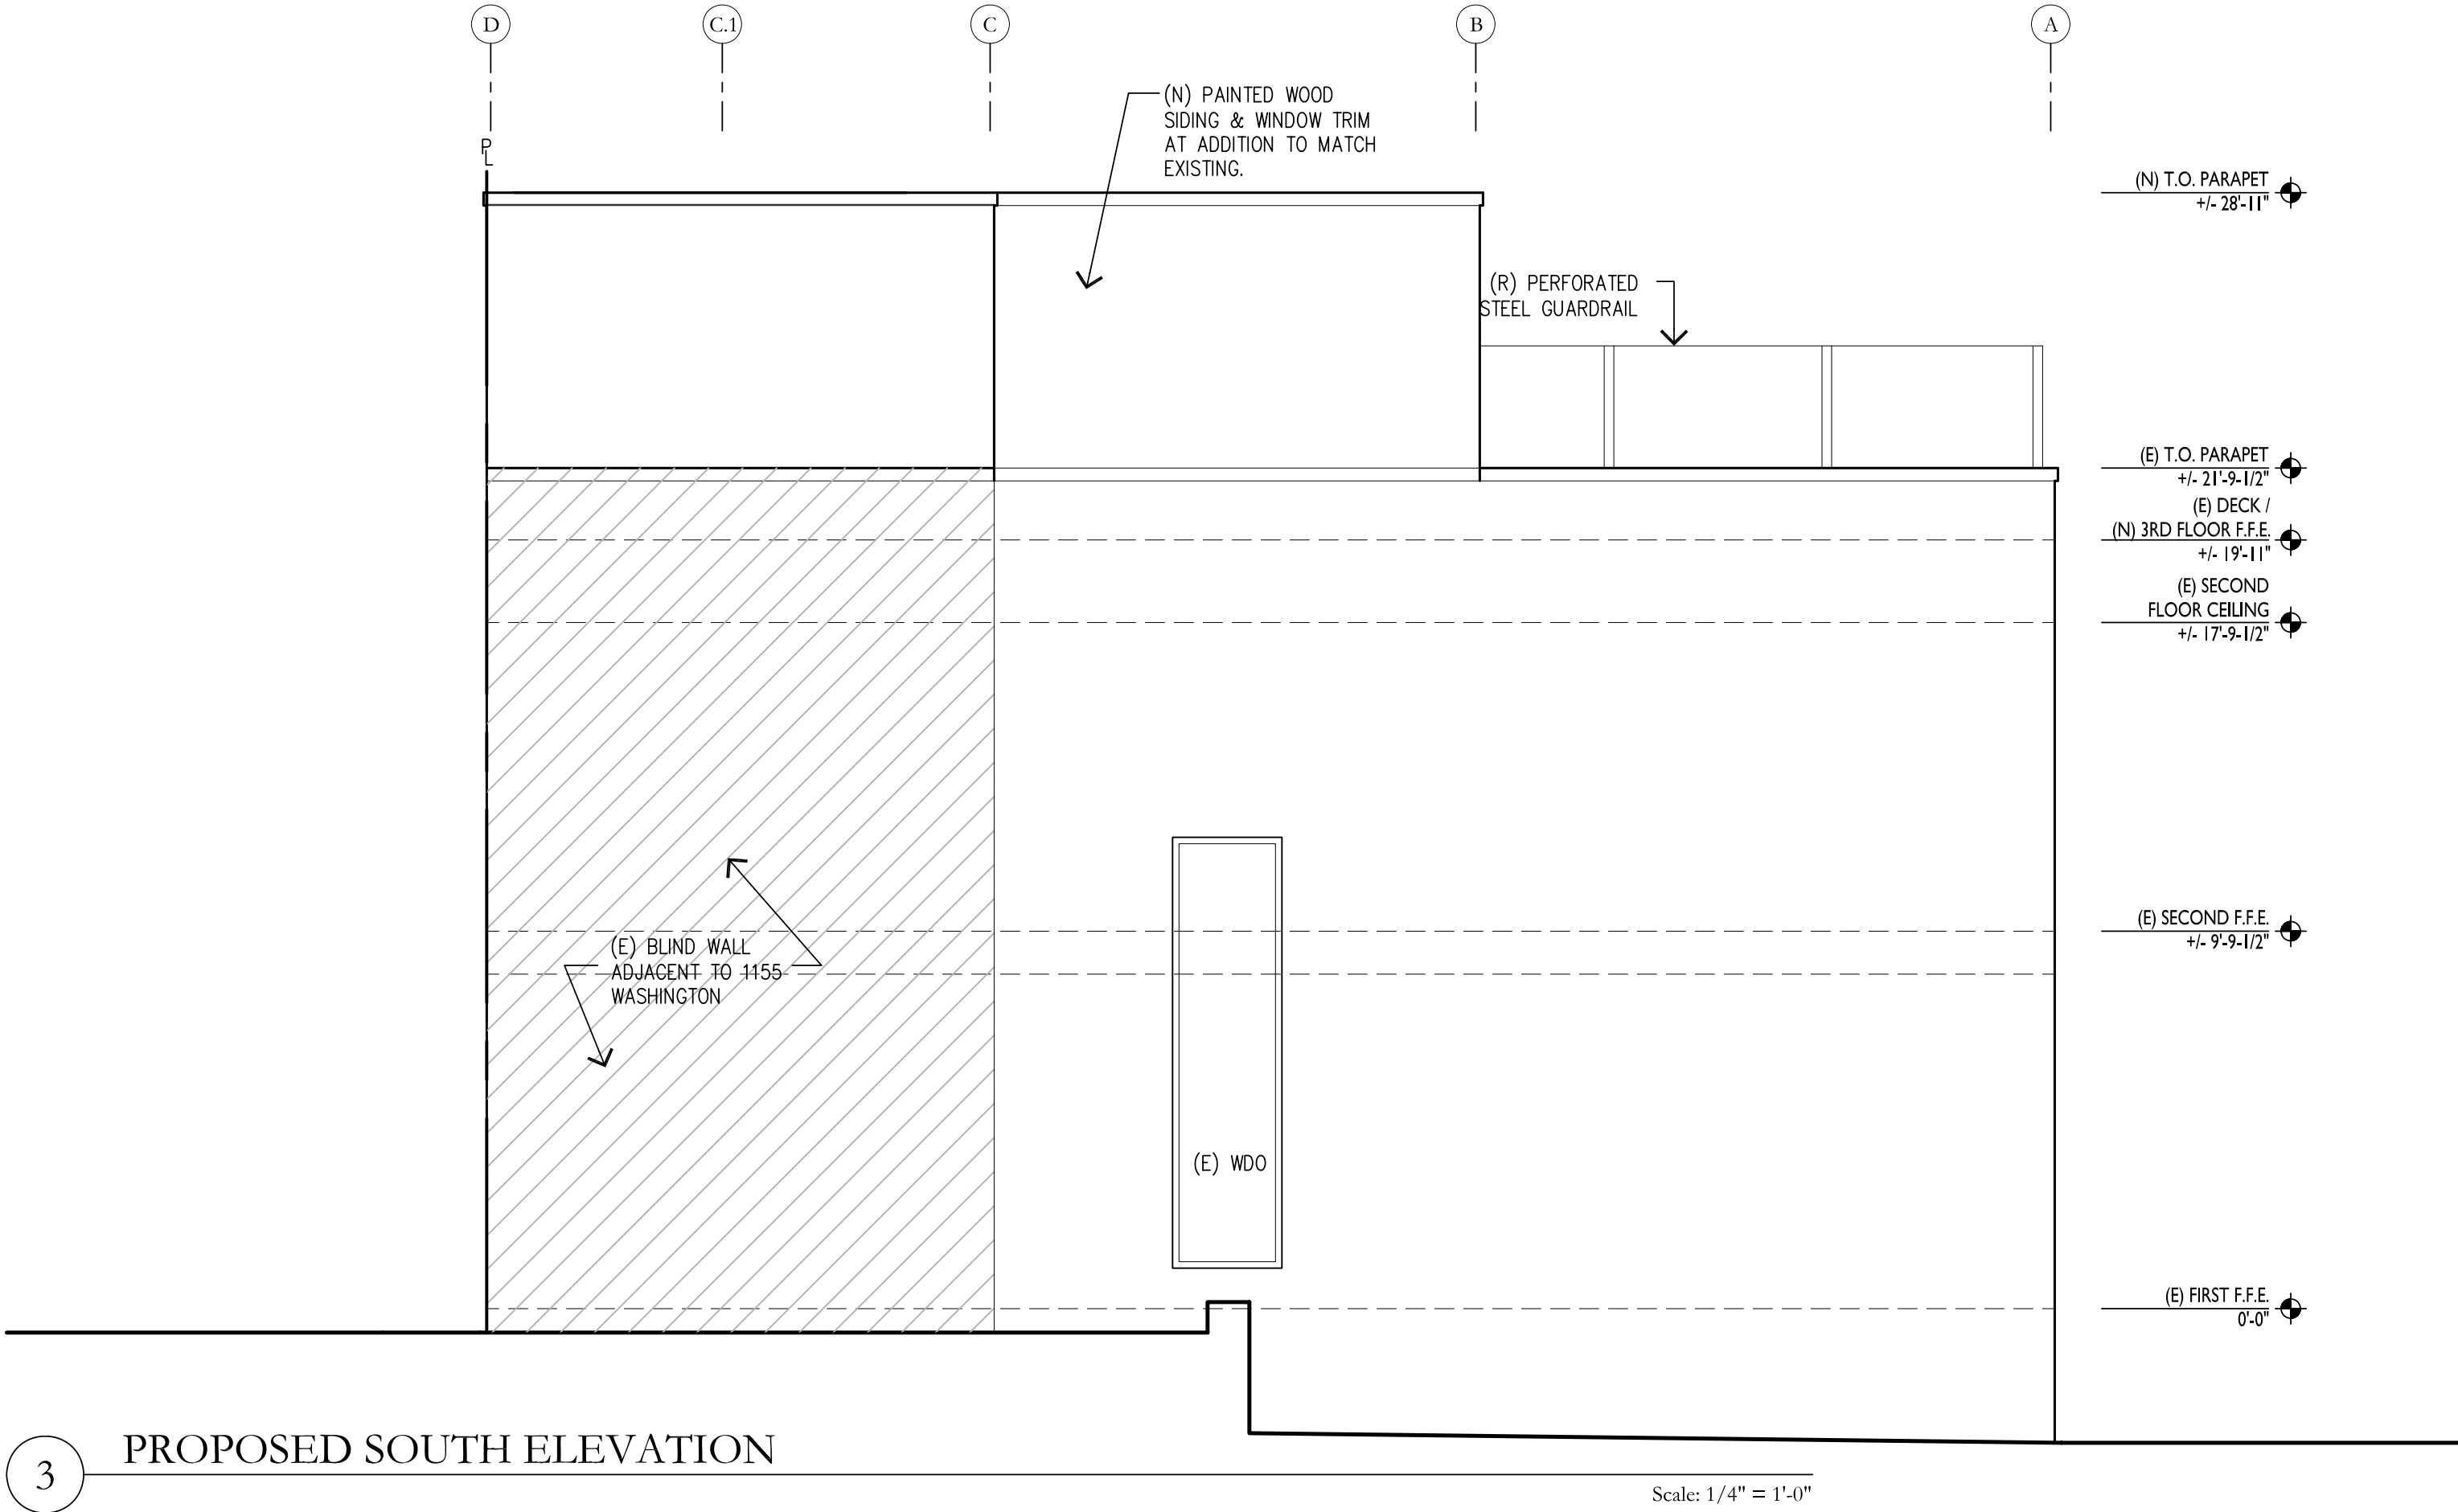 D
C.1
C
B
A
(N) PAINTED WOOD
SIDING & WINDOW TRIM
AT ADDITION TO MATCH
EXISTING.
PL
(N) T.O. PARAPET
+/- 28'-11"
(R) PERFORATED
STEEL GUARDRAIL
(E) T.O. PARAPET
+/- 21'-9-1/2"
(E) DECK /
(N) 3RD FLOOR F.F.E.
+/- 19'-11"
(E) SECOND
FLOOR CEILING
+/- 17'-9-1/2"
(E) SECOND F.F.E.
+/- 9'-9-1/2"
(E) BLIND WALL
ADJACENT TO 1155
WASHINGTON
(E) WDO
(E) FIRST F.F.E.
0'-0"
3
PROPOSED SOUTH ELEVATION
Scale: 1/4" = 1'-0"